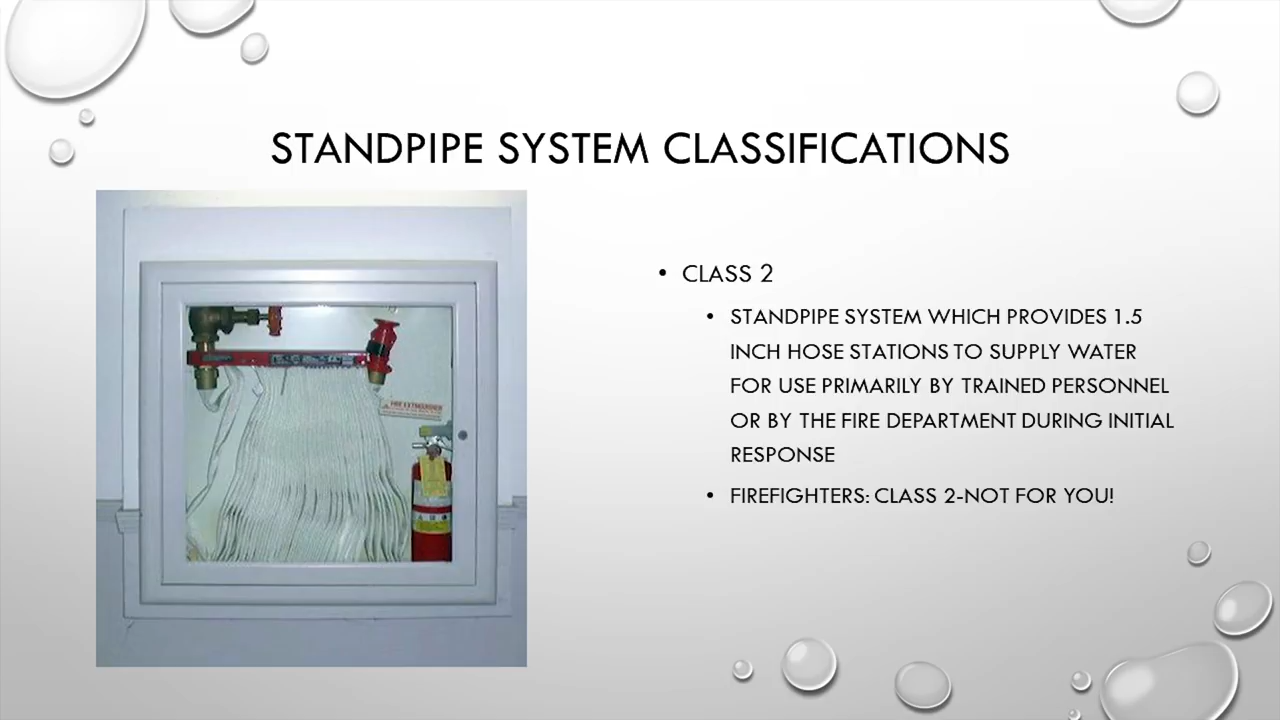 STANDPIPE SYSTEM CLASSIFICATIONS
• CLASS 2
• STANDPIPE SYSTEM WHICH PROVIDES 1.5
INCH HOSE STATIONS TO SUPPLY WATER
FOR USE PRIMARILY BY TRAINED PERSONNEL
OR BY THE FIRE DEPARTMENT DURING INITIAL
RESPONSE
• FIREFIGHTERS: CLASS 2-NOT FOR YOU!
FIRE EXTINGUISHER